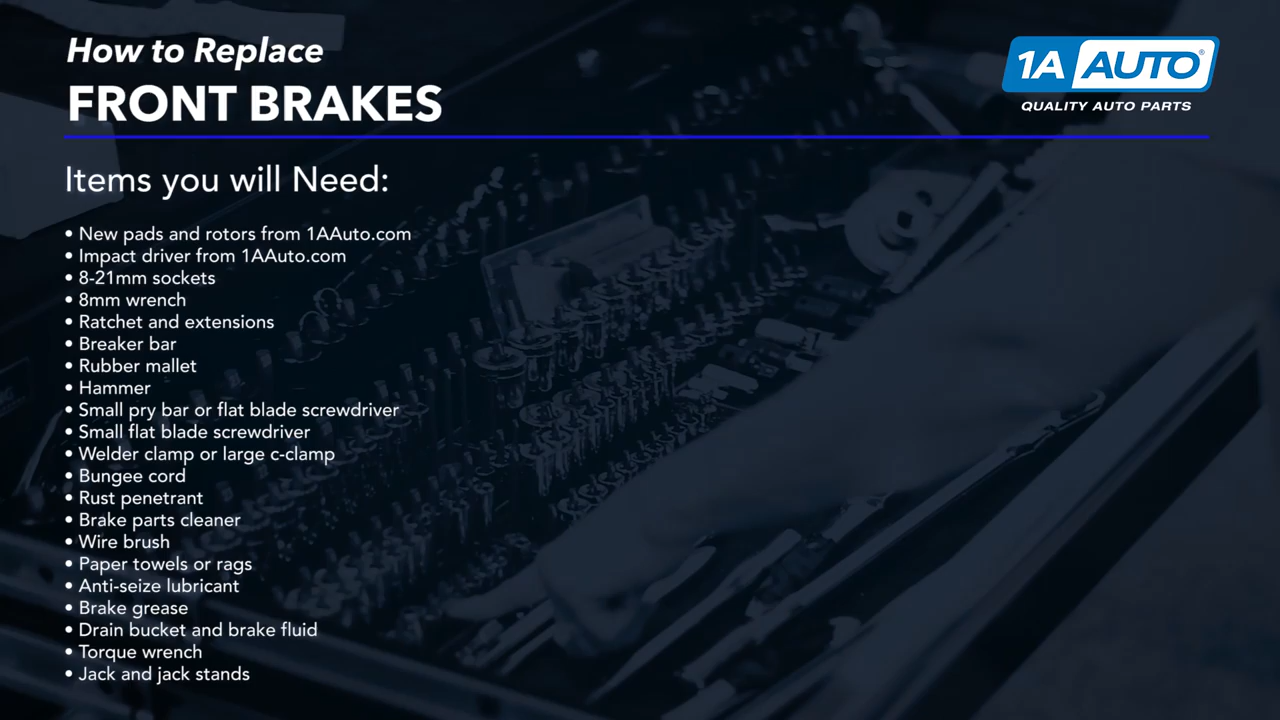 How to Replace
FRONT BRAKES
1A AUTO®
QUALITY AUTO PARTS
Items you will Need:
• New pads and rotors from 1AAuto.com
• Impact driver from 1AAuto.com
• 8-21mm sockets
• 8mm wrench
• Ratchet and extensions
• Breaker bar
• Rubber mallet
• Hammer
• Small pry bar or flat blade screwdriver
• Small flat blade screwdriver
• Welder clamp or large c-clamp
• Bungee cord
• Rust penetrant
• Brake parts cleaner
• Wire brush
• Paper towels or rags
• Anti-seize lubricant
• Brake grease
• Drain bucket and brake fluid
• Torque wrench
• Jack and jack stands